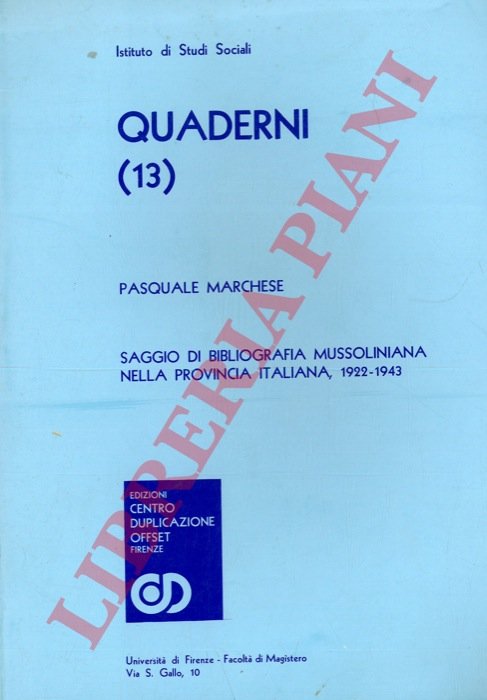 Istituto di Studi Sociali
QUADERNI
(13)
PASQUALE MARCHESE
SAGGIO DI BIBLIOGRAFIA MUSSOLINIANA
NELLA PROVINCIA ITALIANA, 1922-1943
EDIZIONI
CENTRO
DUPLICAZIONE
OFFSET
FIRENZE
Università di Firenze - Facoltà di Magistero
Via S. Gallo, 10
LIBRERIA PIANI